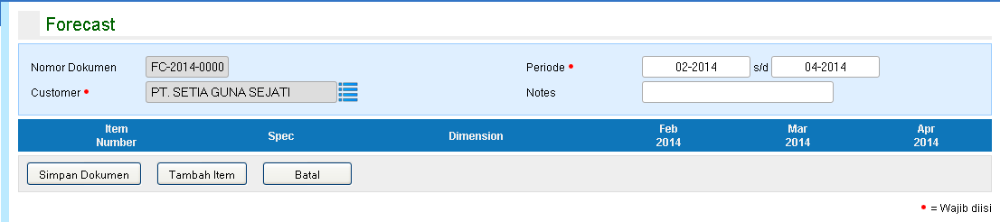 Forecast
Nomor Dokumen FC-2014-0000 Periode • 02-2014 s/d 04-2014
Customer • PT. SETIA GUNA SEJATI Notes
Item Number Spec Dimension Feb 2014 Mar 2014 Apr 2014
Simpan Dokumen Tambah Item Batal
• = Wajib diisi